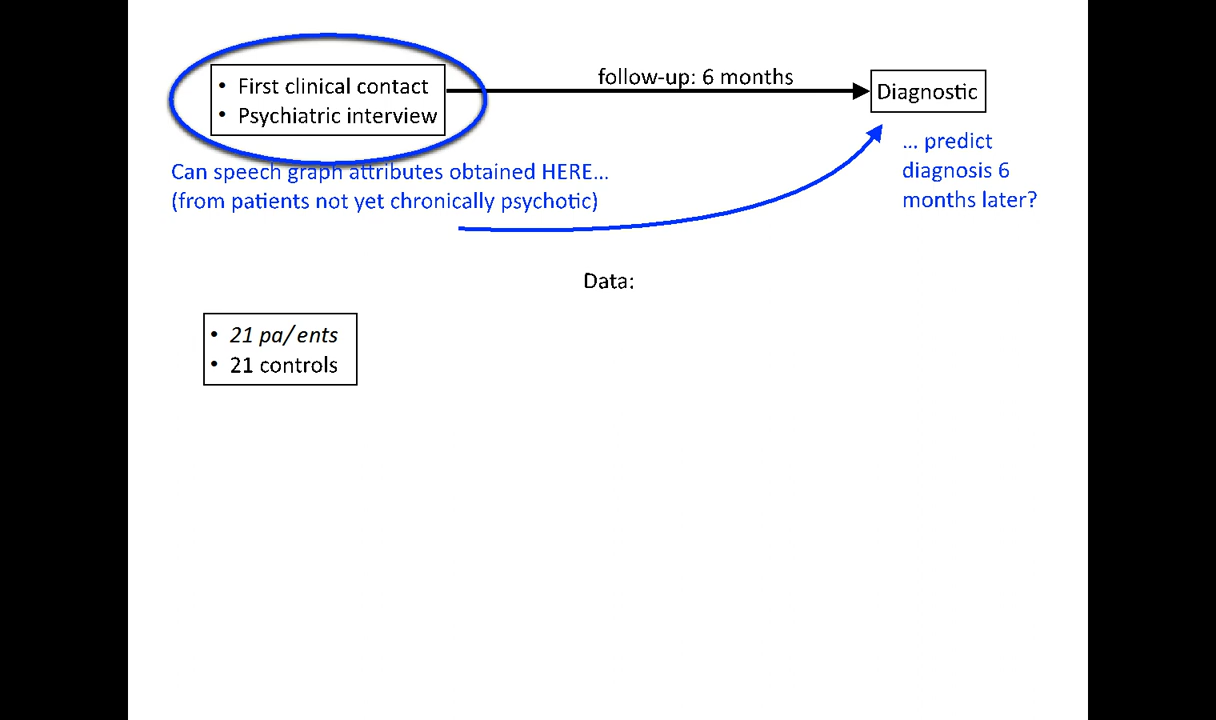 follow-up: 6 months
• First clinical contact
• Psychiatric interview
Diagnostic
Can speech graph attributes obtained HERE...
(from patients not yet chronically psychotic)
... predict
diagnosis 6
months later?
Data:
• 21 pa/ents
• 21 controls